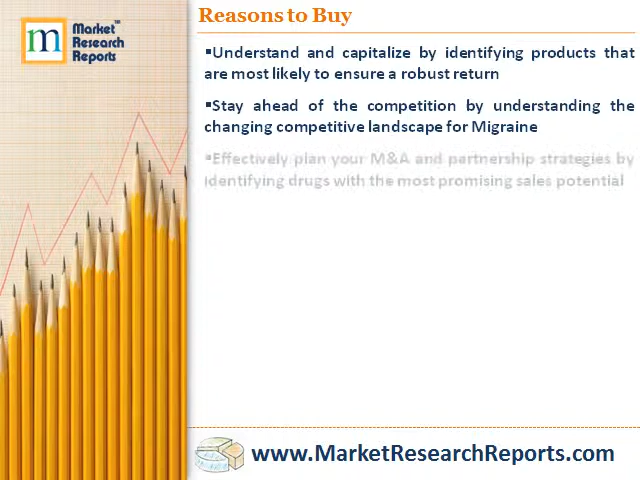 m
Market
Research
Reports
™
Reasons to Buy
▪Understand and capitalize by identifying products that
are most likely to ensure a robust return
▪Stay ahead of the competition by understanding the
changing competitive landscape for Migraine
▪Effectively plan your M&A and partnership strategies by
identifying drugs with the most promising sales potential
www.MarketResearchReports.com